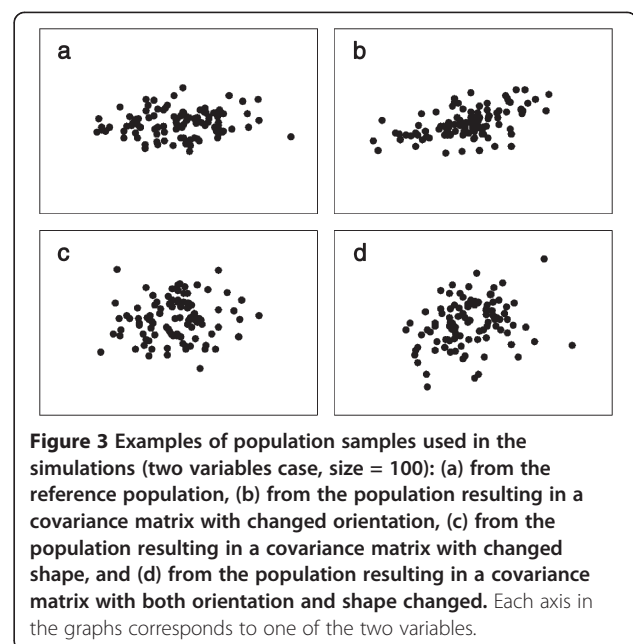 a
b
c
d
Figure 3 Examples of population samples used in the
simulations (two variables case, size = 100): (a) from the
reference population, (b) from the population resulting in a
covariance matrix with changed orientation, (c) from the
population resulting in a covariance matrix with changed
shape, and (d) from the population resulting in a covariance
matrix with both orientation and shape changed. Each axis in
the graphs corresponds to one of the two variables.